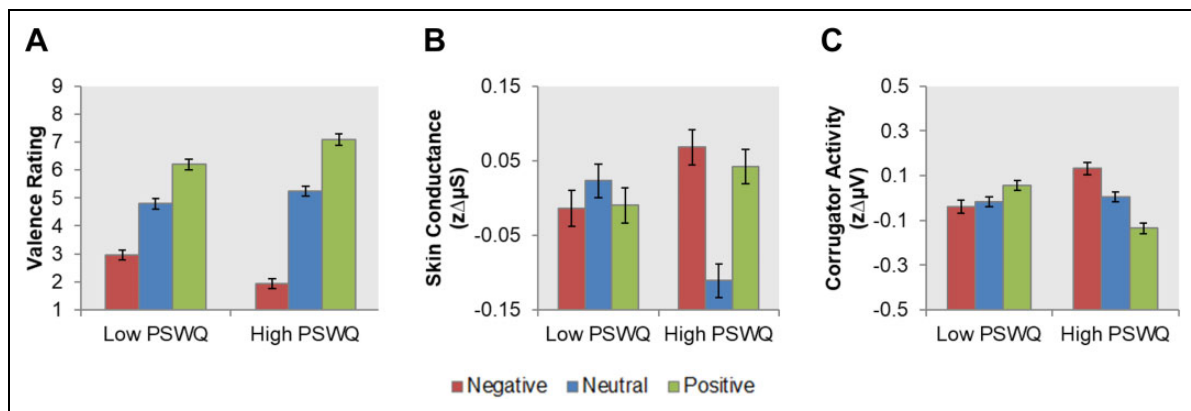 A
Valence Rating
9
8
7
6
5
4
3
2
1
Low PSWQ High PSWQ
B
Skin Conductance
(zΔµS)
0.15
0.05
-0.05
-0.15
Low PSWQ High PSWQ
C
Corrugator Activity
(zΔµV)
0.5
0.3
0.1
-0.1
-0.3
-0.5
Low PSWQ High PSWQ
Negative Neutral Positive